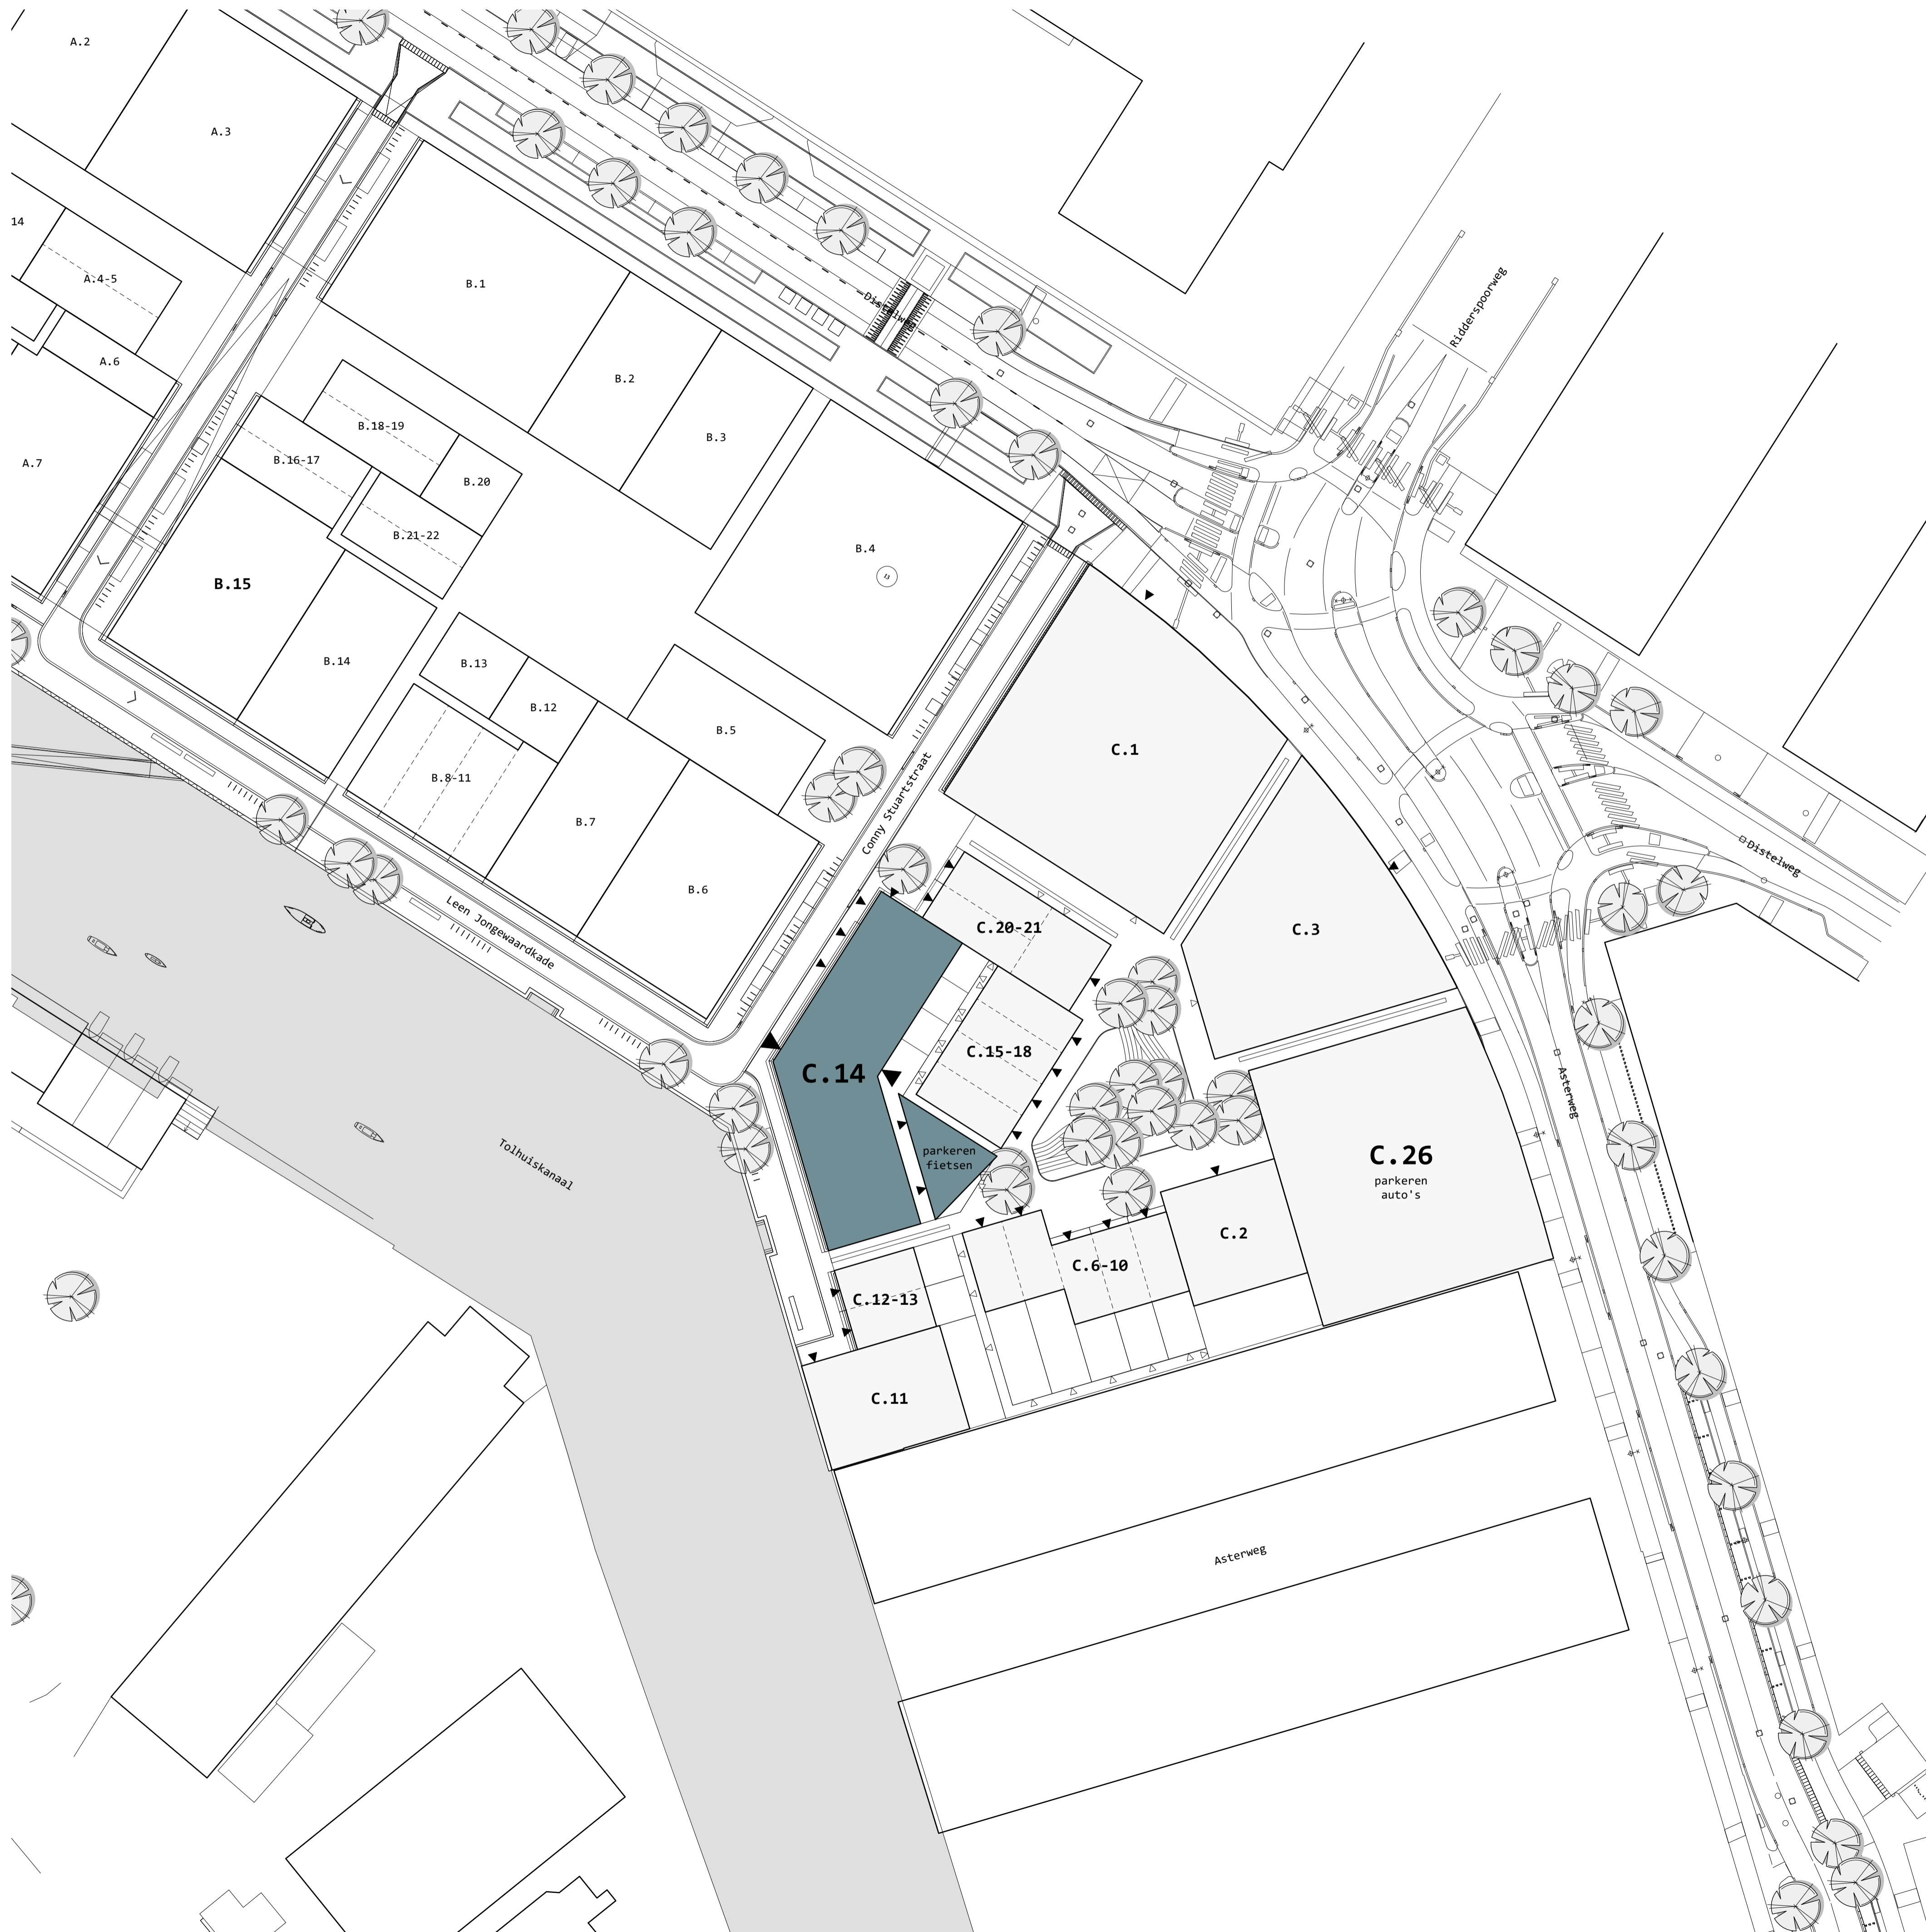 A.2
A.3
14
A.4-5
A.6
A.7
B.1
B.2
B.3
B.4
B.18-19
B.16-17
B.20
B.21-22
B.15
B.14
B.13
B.12
B.8-11
B.5
B.7
B.6
Distelweg
Ridderspoorweg
Distelweg
Conny Stuartstraat
Leen Jongewaardkade
Tolhuiskanaal
C.1
C.3
C.20-21
C.15-18
C.14
parkeren
fietsen
C.26
parkeren
auto's
C.2
C.6-10
C.12-13
C.11
Asterweg
Asterweg